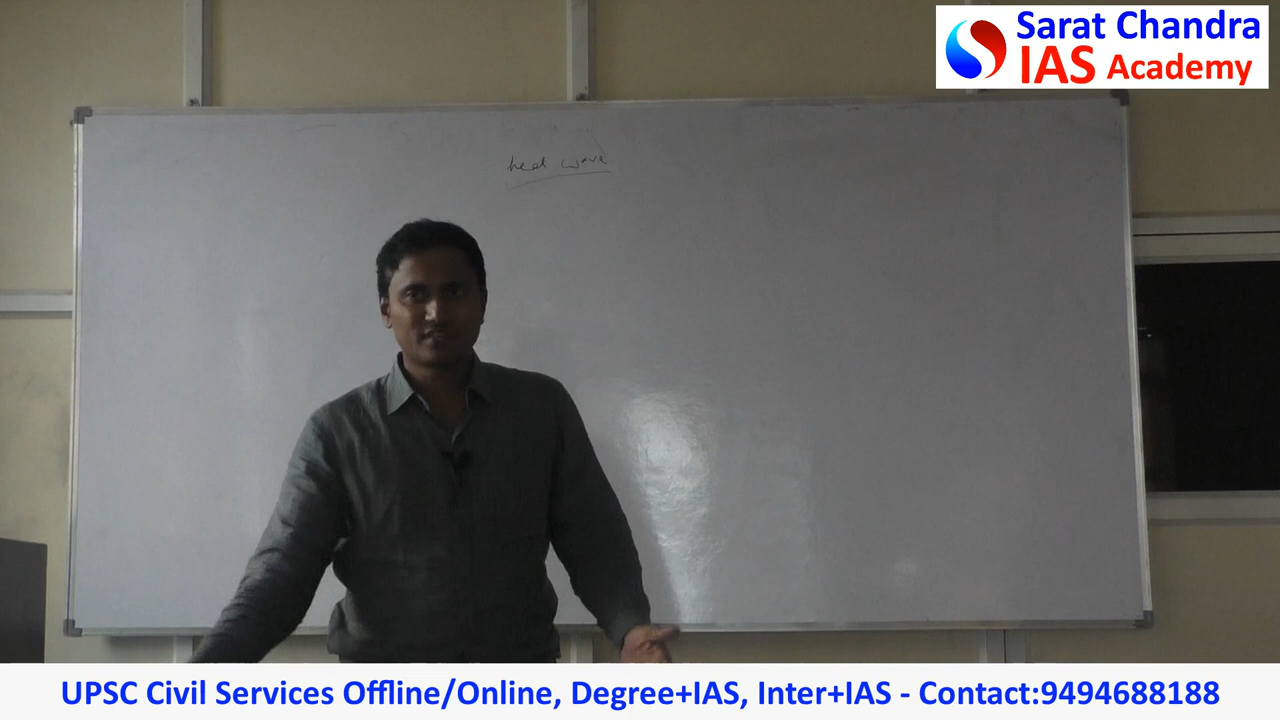 Sarat Chandra
IAS Academy
heat wave
UPSC Civil Services Offline/Online, Degree+IAS, Inter+IAS - Contact:9494688188